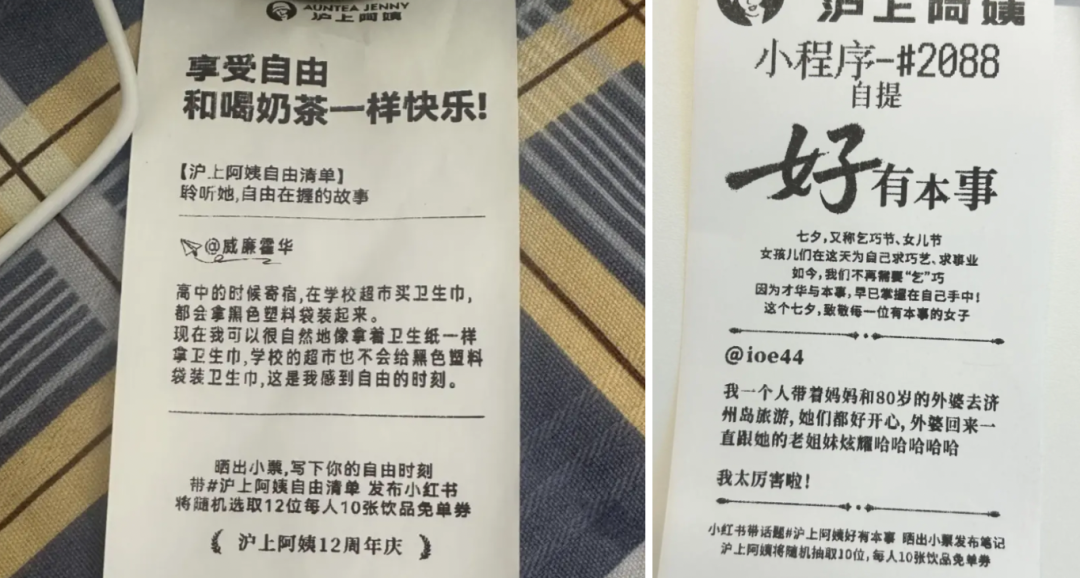 AUNTEA JENNY
沪上阿姨
享受自由
和喝奶茶一样快乐!
【沪上阿姨自由清单】
聆听她,自由在握的故事
@威廉霍华
高中的时候寄宿,在学校超市买卫生巾,
都会拿黑色塑料袋装起来。
现在我可以很自然地像拿着卫生纸一样
拿卫生巾,学校的超市也不会给黑色塑料
袋装卫生巾,这是我感到自由的时刻。
晒出小票,写下你的自由时刻
带#沪上阿姨自由清单 发布小红书
将随机选取12位每人10张饮品免单券
沪上阿姨12周年庆
沪上阿姨
小程序-#2088
自提
好有本事
七夕,又称乞巧节、女儿节
女孩儿们在这天为自己求巧艺、求事业
如今,我们不再需要“乞”巧
因为才华与本事,早已掌握在自己手中!
这个七夕,致敬每一位有本事的女子
@ioe44
我一个人带着妈妈和80岁的外婆去济
州岛旅游,她们都好开心,外婆回来一
直跟她的老姐妹炫耀哈哈哈哈哈
我太厉害啦!
小红书带话题#沪上阿姨好有本事 晒出小票发布笔记
沪上阿姨将随机抽取10位,每人10张饮品免单券